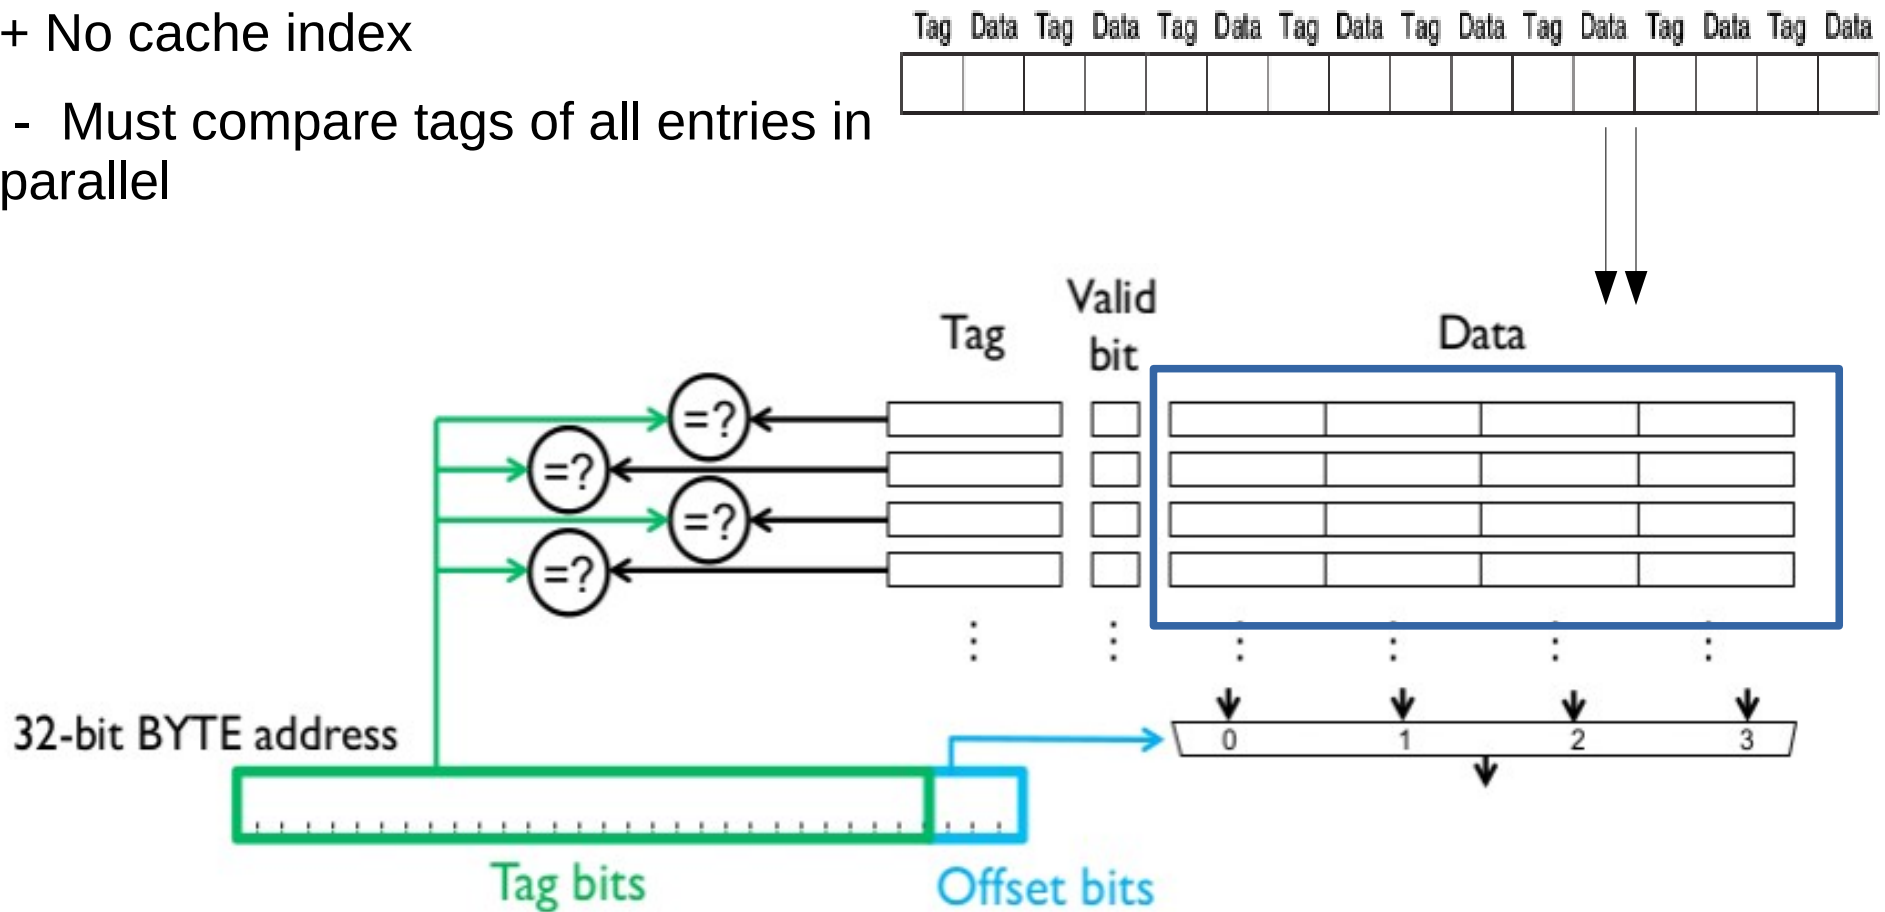 + No cache index
- Must compare tags of all entries in
parallel
Tag Data Tag Data Tag Data Tag Data Tag Data Tag Data Tag Data Tag Data
Valid
bit
Tag
Data
=?
=?
=?
=?
32-bit BYTE address
0 1 2 3
Tag bits
Offset bits